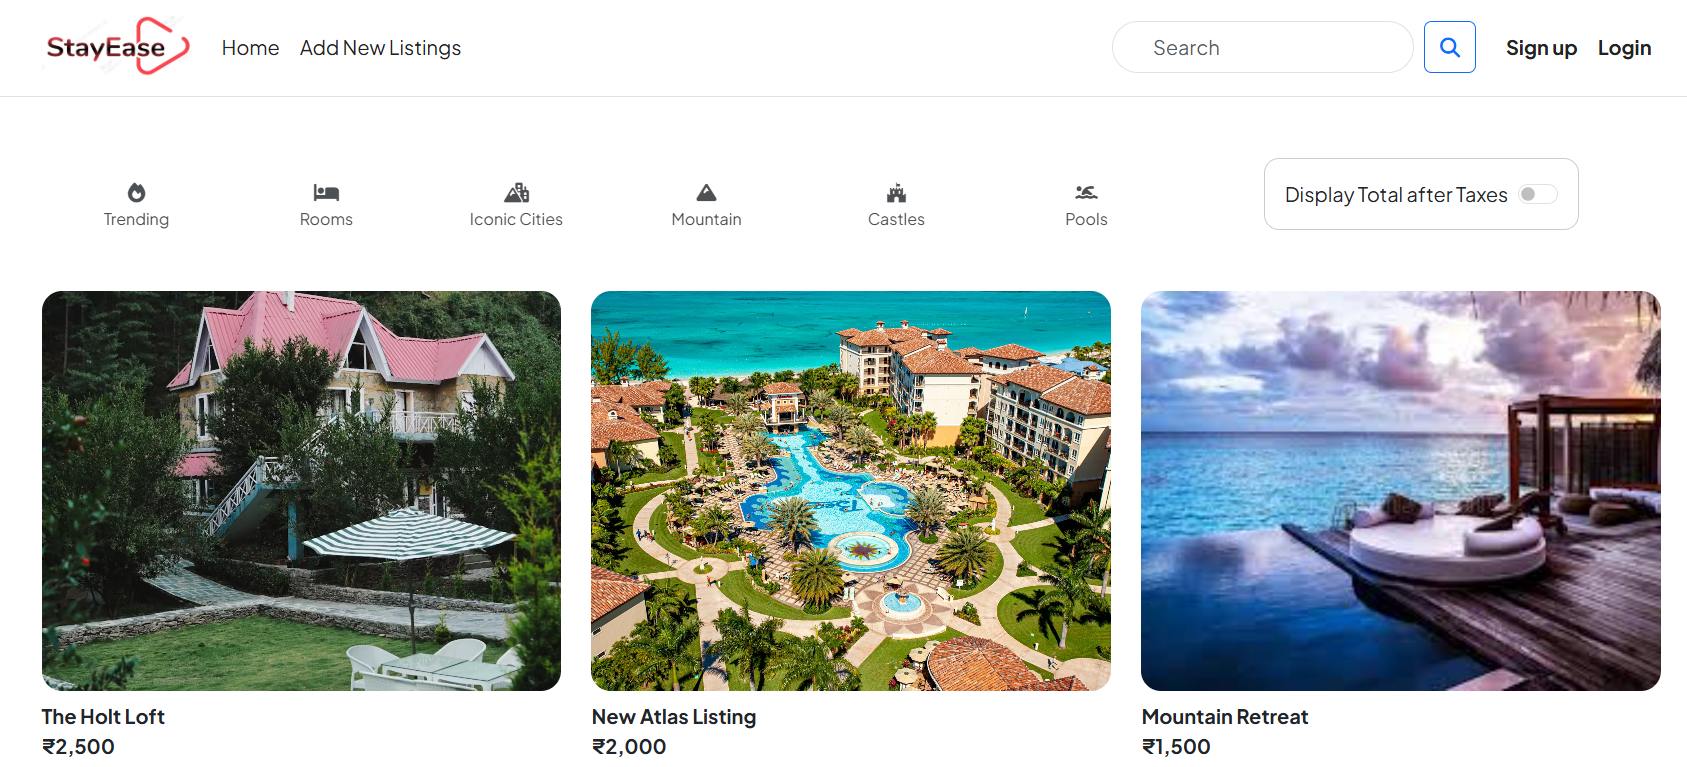 StayEase Home Add New Listings Search Sign up Login
Trending Rooms Iconic Cities Mountain Castles Pools Display Total after Taxes
The Holt Loft New Atlas Listing Mountain Retreat
₹2,500 ₹2,000 ₹1,500